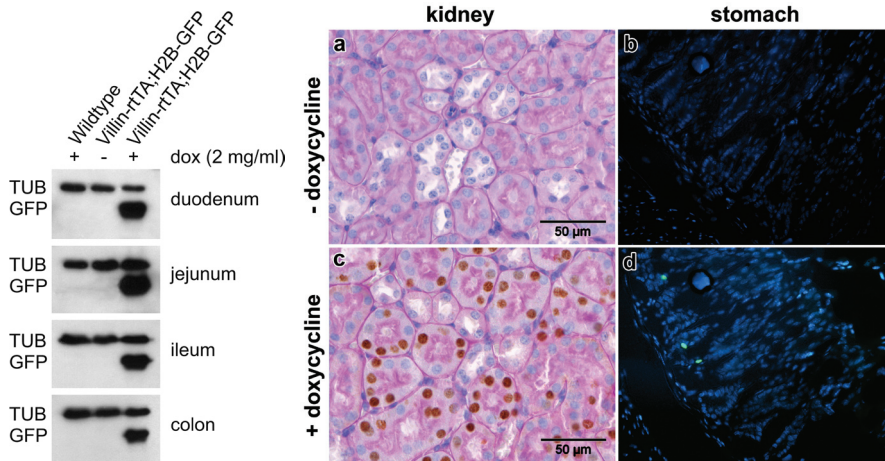 Wildtype
Villin-rtTA;H2B-GFP
Villin-rtTA;H2B-GFP
+ - + dox (2 mg/ml)
TUB
GFP
duodenum
TUB
GFP
jejunum
TUB
GFP
ileum
TUB
GFP
colon
kidney stomach
- doxycycline
a
50 µm
b
+ doxycycline
c
50 µm
d